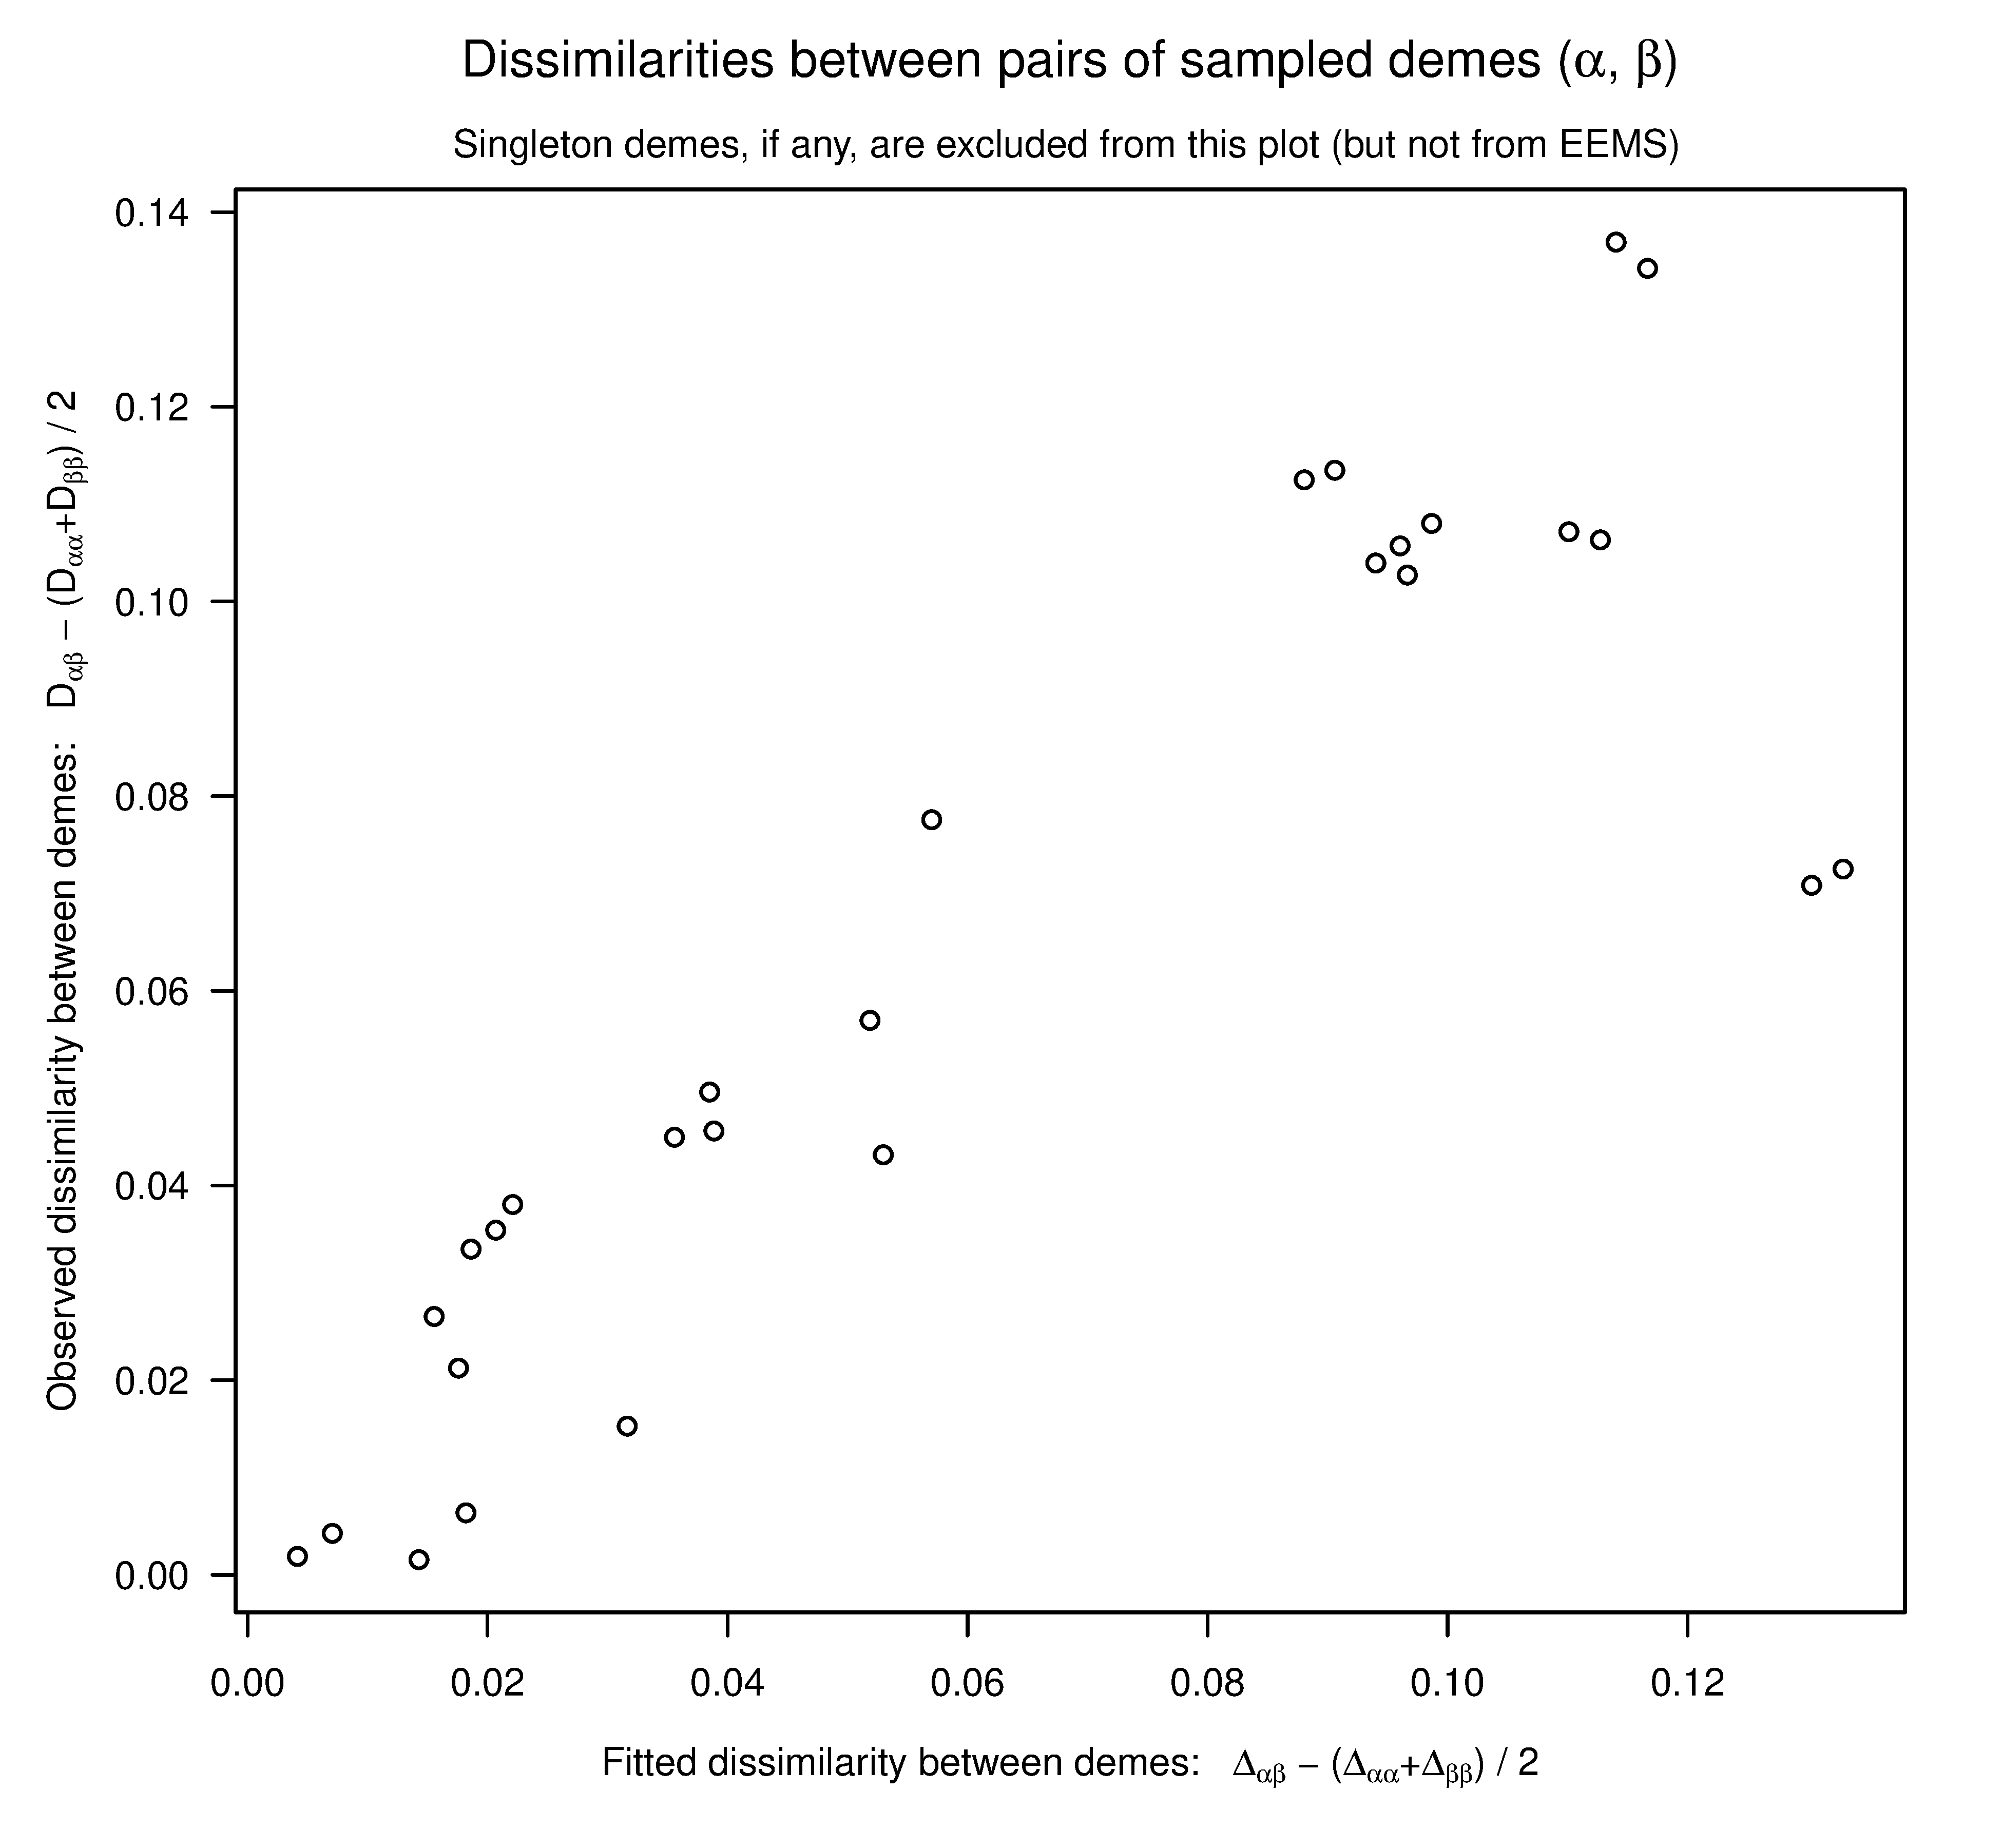 Dissimilarities between pairs of sampled demes (α, β)
Singleton demes, if any, are excluded from this plot (but not from EEMS)
Observed dissimilarity between demes:   Dαβ − (Dαα+Dββ) / 2
0.14
0.12
0.10
0.08
0.06
0.04
0.02
0.00
0.00 0.02 0.04 0.06 0.08 0.10 0.12
Fitted dissimilarity between demes:   Δαβ − (Δαα+Δββ) / 2